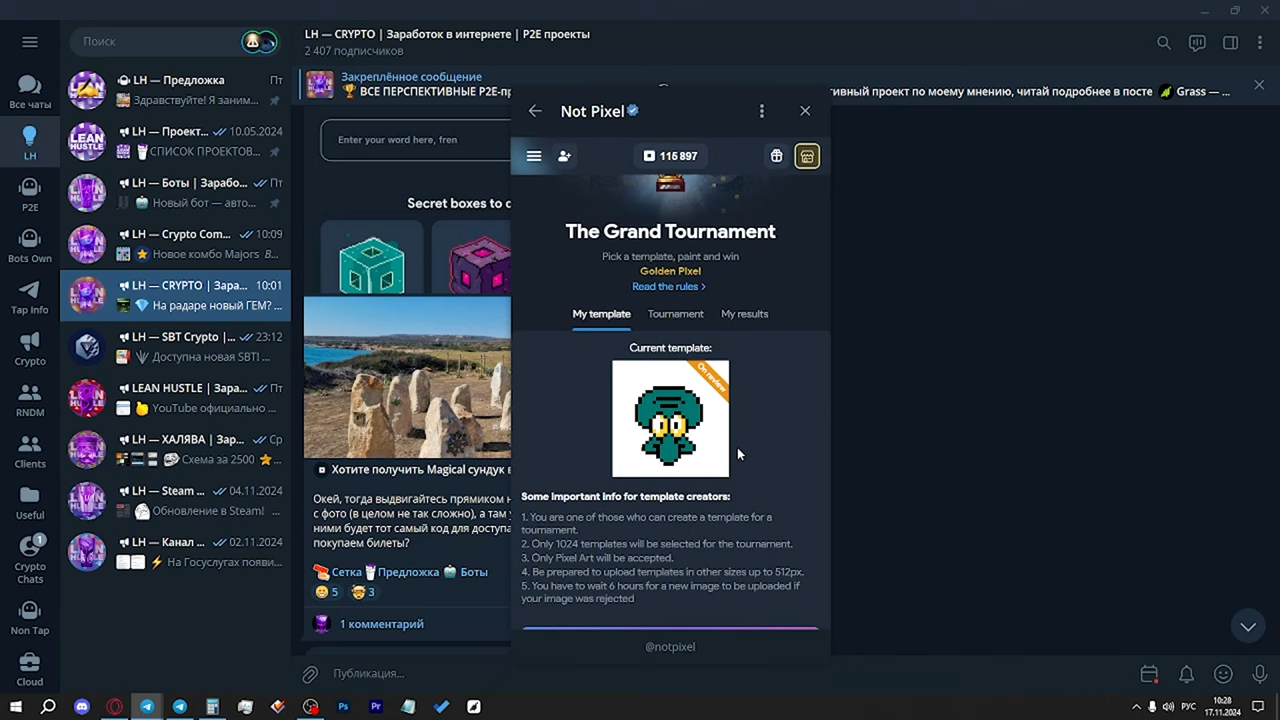 Поиск
Все чаты
LH
P2E
Bots Own
Tap Info
Crypto
RNDM
Clients
Useful
1
Crypto
Chats
Non Tap
Cloud
LH — Предложка
Пт
Здравствуйте! Я заним...
LH — Проект...
10.05.2024
СПИСОК ПРОЕКТОВ...
LH — Боты | Зарабо...
Пт
Новый бот — авто...
LH — Crypto Com...
10:09
Новое комбо Majors В...
LH — CRYPTO | Зара...
10:01
На радаре новый ГЕМ? ...
LH — SBT Crypto |...
23:12
Доступна новая SBT! ...
LEAN HUSTLE | Зара...
Пт
YouTube официально ...
LH — ХАЛЯВА | Зар...
Ср
Схема за 2500 ...
LH — Steam ...
04.11.2024
Обновление в Steam! ...
LH — Канал ...
02.11.2024
На Госуслугах появи...
LH — CRYPTO | Заработок в интернете | P2E проекты
2 407 подписчиков
Закреплённое сообщение
ВСЕ ПЕРСПЕКТИВНЫЕ P2E-пр
ивный проект по моему мнению, читай подробнее в посте Grass — ...
Enter your word here, fren
Secret boxes to
Хотите получить Magical сундук в
Окей, тогда выдвигайтесь прямиком
с фото (в целом не так сложно), а там
ними будет тот самый код для доступа
покупаем билеты?
Сетка Предложка Боты
5 3
1 комментарий
Публикация...
Not Pixel
116 897
The Grand Tournament
Pick a template, paint and win
Golden Pixel
Read the rules >
My template Tournament My results
Current template:
On review
Some important info for template creators:
1. You are one of those who can create a template for a
tournament.
2. Only 1024 templates will be selected for the tournament.
3. Only Pixel Art will be accepted.
4. Be prepared to upload templates in other sizes up to 512px.
5. You have to wait 6 hours for a new image to be uploaded if
your image was rejected
@notpixel
Ps
Pr
РУС
10:28
17.11.2024